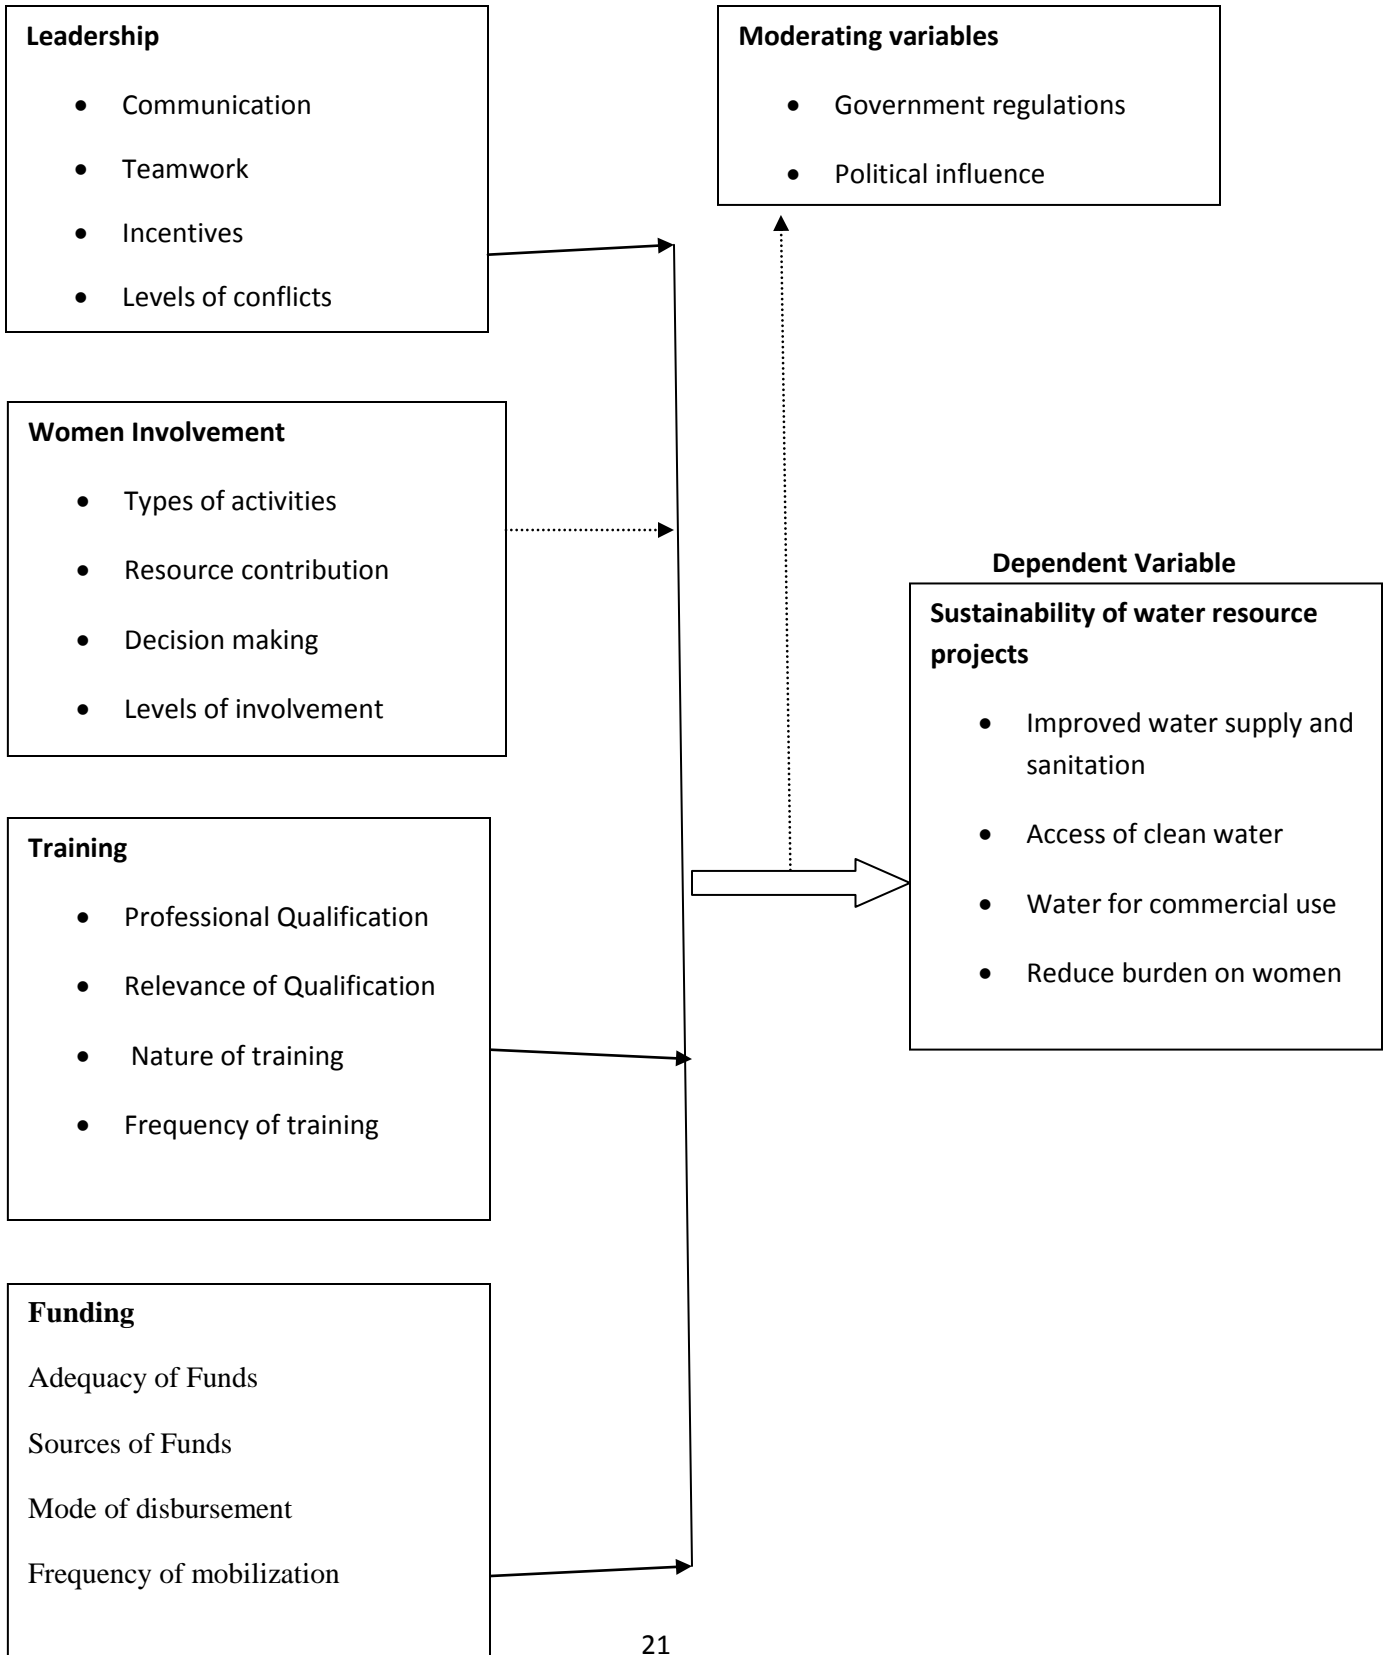 Leadership
• Communication
• Teamwork
• Incentives
• Levels of conflicts
Moderating variables
• Government regulations
• Political influence
Women Involvement
• Types of activities
• Resource contribution
• Decision making
• Levels of involvement
Dependent Variable
Sustainability of water resource
projects
• Improved water supply and
sanitation
• Access of clean water
• Water for commercial use
• Reduce burden on women
Training
• Professional Qualification
• Relevance of Qualification
• Nature of training
• Frequency of training
Funding
Adequacy of Funds
Sources of Funds
Mode of disbursement
Frequency of mobilization
21